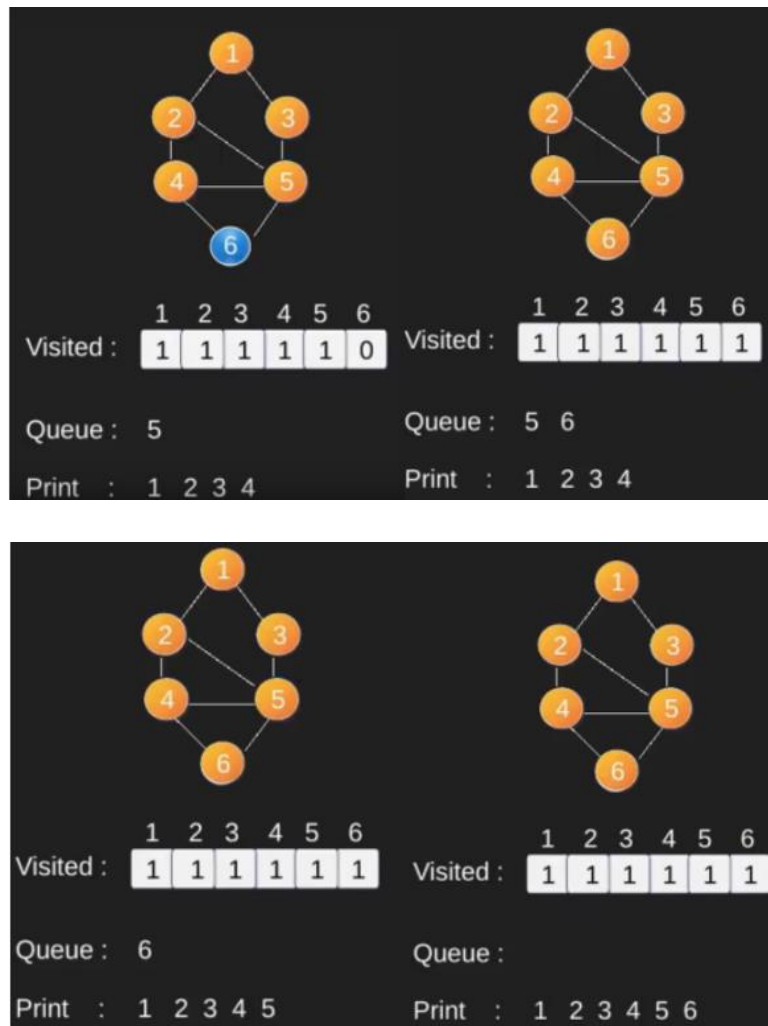 1
2 3
4 5
6
1 2 3 4 5 6
Visited : 1 1 1 1 1 0
Queue : 5
Print : 1 2 3 4
1
2 3
4 5
6
1 2 3 4 5 6
Visited : 1 1 1 1 1 1
Queue : 5 6
Print : 1 2 3 4
1
2 3
4 5
6
1 2 3 4 5 6
Visited : 1 1 1 1 1 1
Queue : 6
Print : 1 2 3 4 5
1
2 3
4 5
6
1 2 3 4 5 6
Visited : 1 1 1 1 1 1
Queue :
Print : 1 2 3 4 5 6